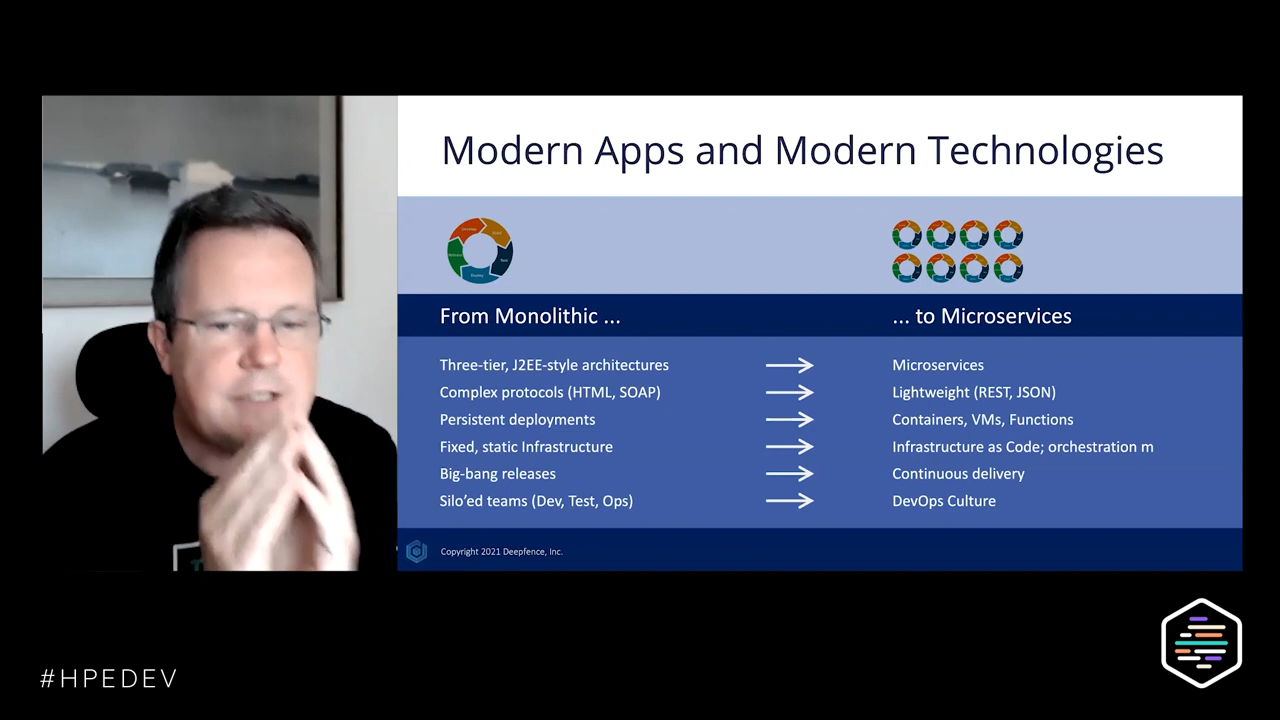 Modern Apps and Modern Technologies
From Monolithic ...
... to Microservices
Three-tier, J2EE-style architectures
Microservices
Complex protocols (HTML, SOAP)
Lightweight (REST, JSON)
Persistent deployments
Containers, VMs, Functions
Fixed, static Infrastructure
Infrastructure as Code; orchestration m
Big-bang releases
Continuous delivery
Silo'ed teams (Dev, Test, Ops)
DevOps Culture
Copyright 2021 Deepfence, Inc.
#HPEDEV